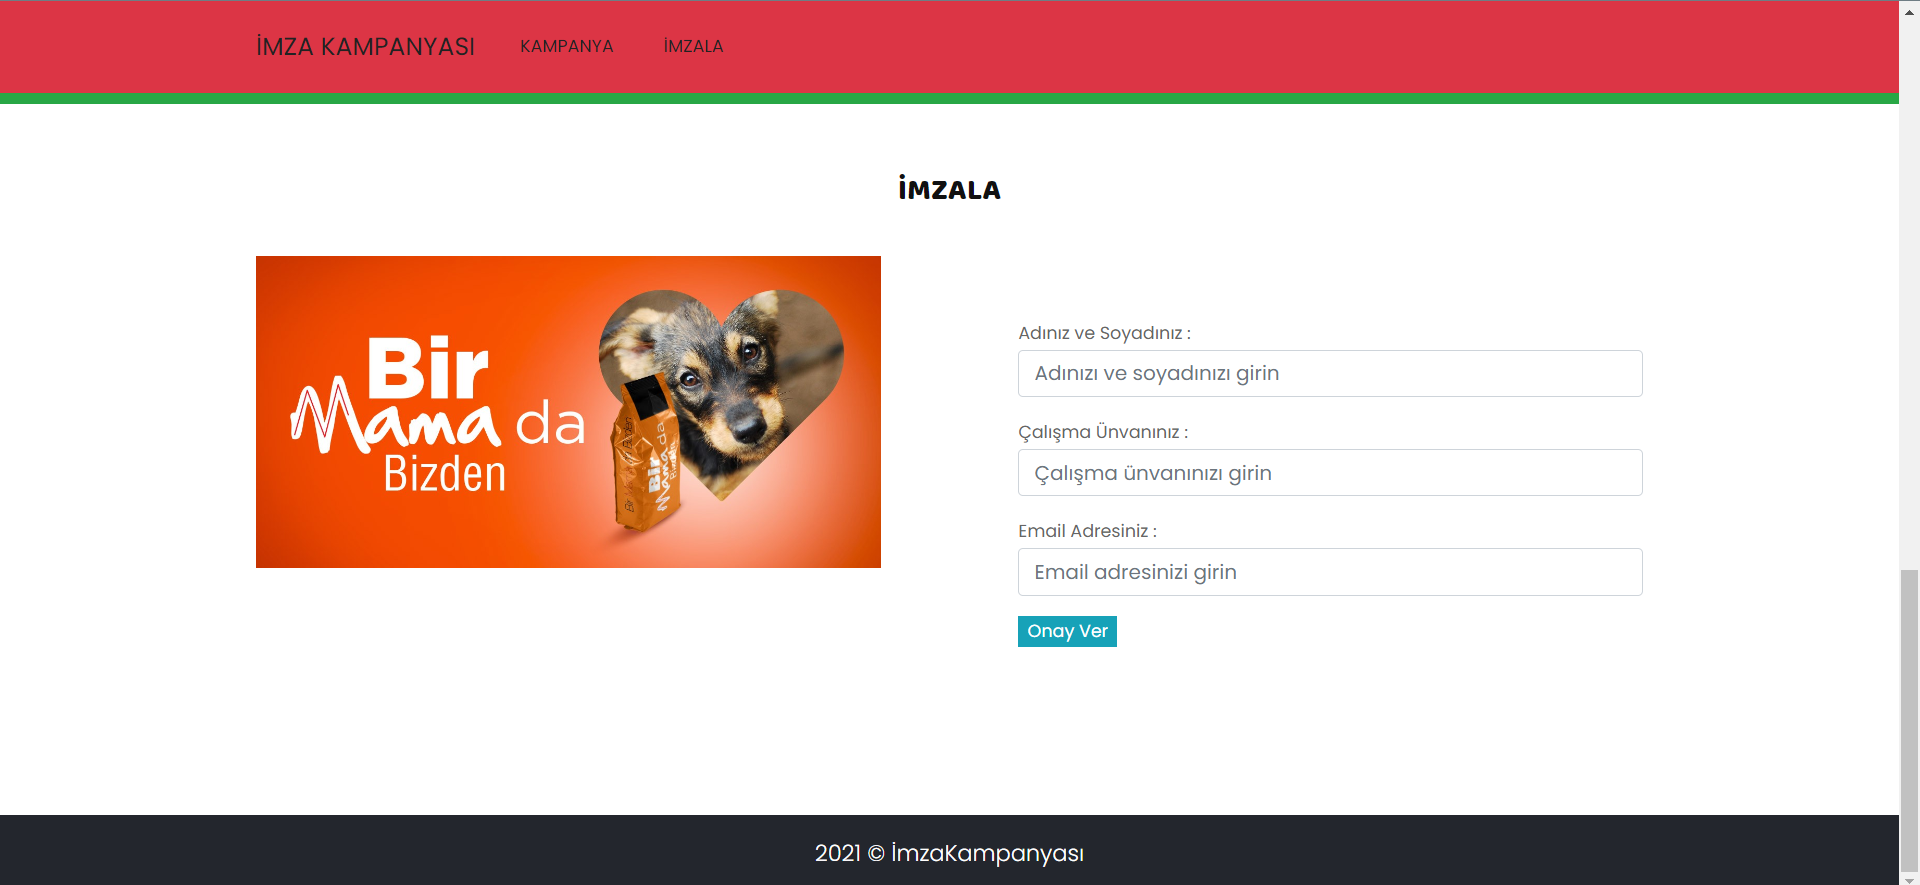 İMZA KAMPANYASI KAMPANYA İMZALA
İMZALA
Bir
Mama da
Bizden
Bir
Mama da
Bizden
Adınız ve Soyadınız :
Adınızı ve soyadınızı girin
Çalışma Ünvanınız :
Çalışma ünvanınızı girin
Email Adresiniz :
Email adresinizi girin
Onay Ver
2021 © İmzaKampanyası